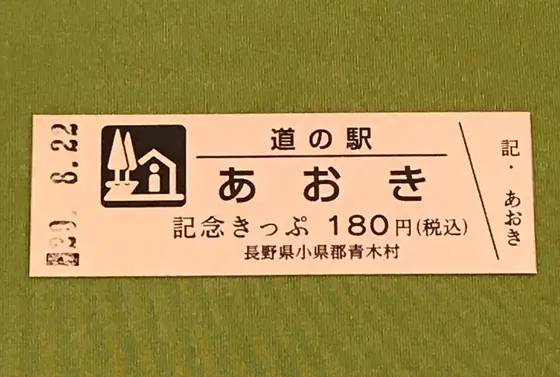 29. 8.22
道の駅
あおき
記念きっぷ 180円(税込)
長野県小県郡青木村
記・あおき